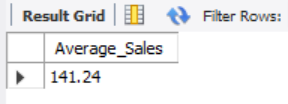 Result Grid Filter Rows:
Average_Sales
141.24